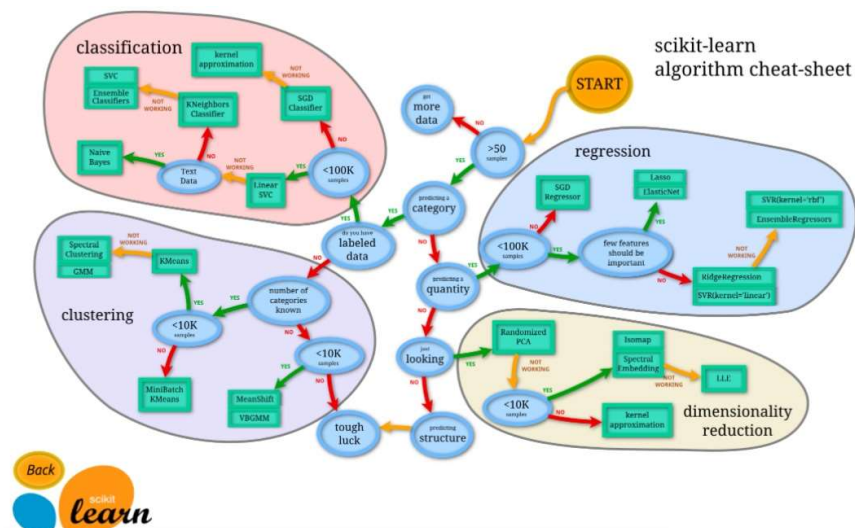 scikit-learn
algorithm cheat-sheet
START
classification
kernel
approximation
NOT
WORKING
SVC
Ensemble
Classifiers
NOT
WORKING
KNeighbors
Classifier
SGD
Classifier
NO
NO
Naive
Bayes
YES
Text
Data
NOT
WORKING
Linear
SVC
YES
<100K
samples
get
more
data
NO
>50
samples
YES
predicting a
category
YES
NO
do you have
labeled
data
YES
NO
predicting a
quantity
YES
NO
just
looking
YES
NO
predicting
structure
tough
luck
regression
SGD
Regressor
NO
<100K
samples
YES
Lasso
ElasticNet
YES
few features
should be
important
NO
SVR(kernel='rbf')
EnsembleRegressors
NOT
WORKING
RidgeRegression
SVR(kernel='linear')
clustering
Spectral
Clustering
GMM
NOT
WORKING
KMeans
YES
<10K
samples
YES
number of
categories
known
NO
NO
MiniBatch
KMeans
<10K
samples
YES
NO
MeanShift
VBGMM
dimensionality
reduction
Randomized
PCA
NOT
WORKING
<10K
samples
YES
NO
Isomap
Spectral
Embedding
NOT
WORKING
LLE
kernel
approximation
Back
scikit
learn